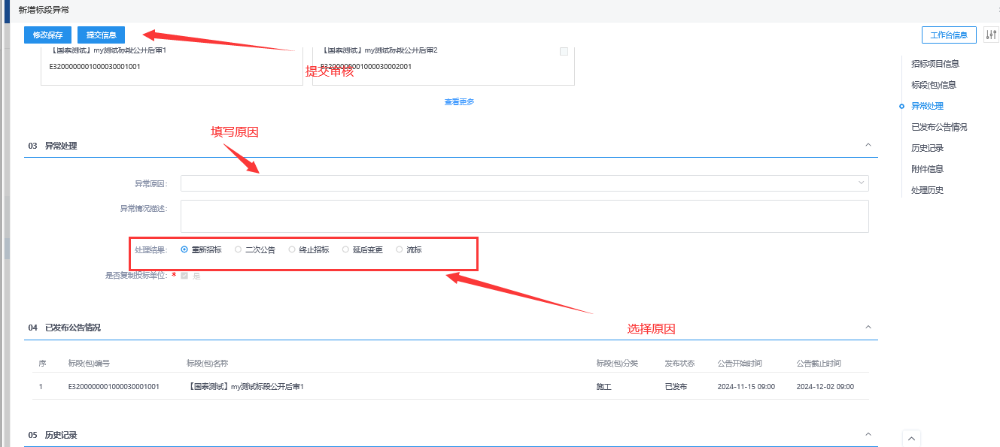 新增标段异常
修改保存 提交信息 工作台信息
【国泰测试】my测试标段公开后审1 【国泰测试】my测试标段公开后审2
E3200000001000030001001 E3200000001000030002001
提交审核
查看更多
招标项目信息
标段(包)信息
异常处理
已发布公告情况
历史记录
附件信息
处理历史
填写原因
03 异常处理
异常原因:
异常情况描述:
处理结果: 重新招标 二次公告 终止招标 延后变更 流标
是否复制投标单位: * 是
选择原因
04 已发布公告情况
序 标段(包)编号 标段(包)名称 标段(包)分类 发布状态 公告开始时间 公告截止时间
1 E3200000001000030001001 【国泰测试】my测试标段公开后审1 施工 已发布 2024-11-15 09:00 2024-12-02 09:00
05 历史记录